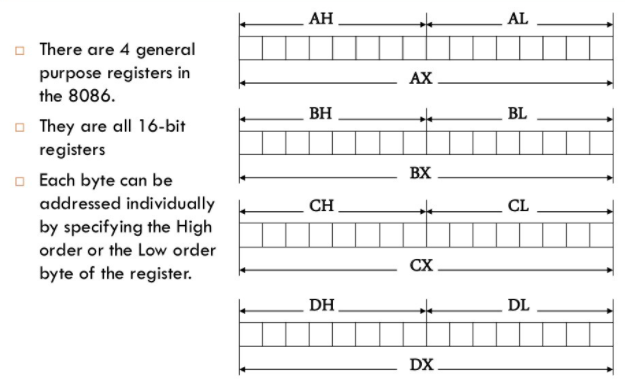 There are 4 general
purpose registers in
the 8086.
They are all 16-bit
registers
Each byte can be
addressed individually
by specifying the High
order or the Low order
byte of the register.
AH AL
AX
BH BL
BX
CH CL
CX
DH DL
DX